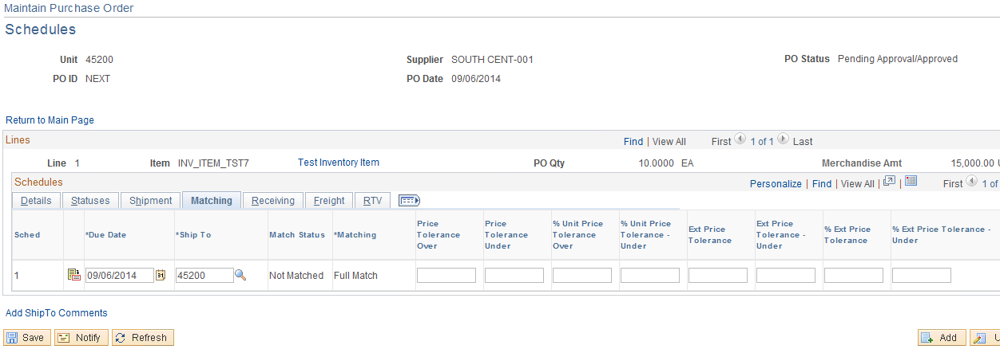 Maintain Purchase Order
Schedules
Unit 45200 Supplier SOUTH CENT-001 PO Status Pending Approval/Approved
PO ID NEXT PO Date 09/06/2014
Return to Main Page
Lines Find | View All First 1 of 1 Last
Line 1 Item INV_ITEM_TST7 Test Inventory Item PO Qty 10.0000 EA Merchandise Amt 15,000.00 U
Schedules Personalize | Find | View All | | First 1 of
Details Statuses Shipment Matching Receiving Freight RTV
Sched *Due Date *Ship To Match Status *Matching Price Tolerance Over Price Tolerance Under % Unit Price Tolerance Over % Unit Price Tolerance - Under Ext Price Tolerance Ext Price Tolerance - Under % Ext Price Tolerance % Ext Price Tolerance - Under
1 09/06/2014 31 45200 Not Matched Full Match
Add ShipTo Comments
Save Notify Refresh Add U